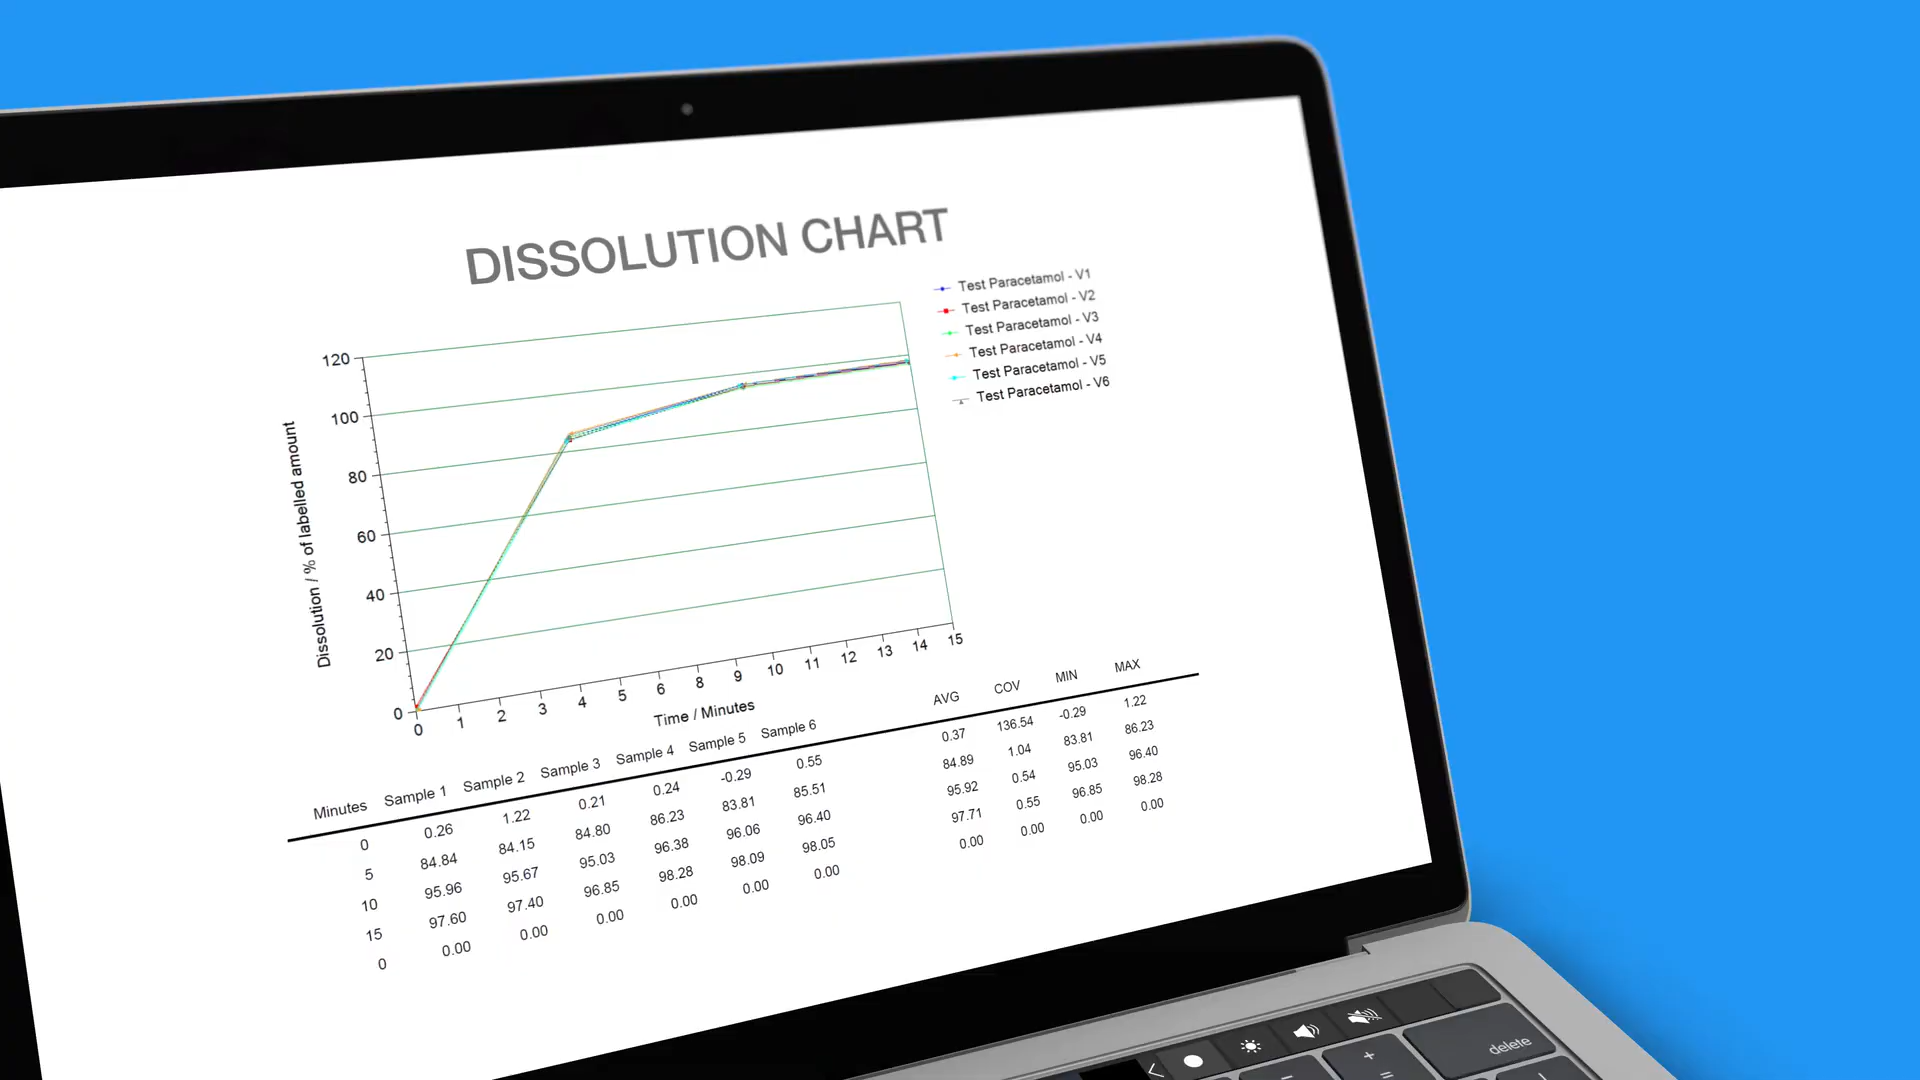 DISSOLUTION CHART
Test Paracetamol - V1
Test Paracetamol - V2
Test Paracetamol - V3
Test Paracetamol - V4
Test Paracetamol - V5
Test Paracetamol - V6
Dissolution / % of labelled amount
120
100
80
60
40
20
0
0 1 2 3 4 5 6 7 8 9 10 11 12 13 14 15
Time / Minutes
Minutes Sample 1 Sample 2 Sample 3 Sample 4 Sample 5 Sample 6 AVG COV MIN MAX
0 0.26 1.22 0.21 0.24 -0.29 0.55 0.37 136.54 -0.29 1.22
5 84.84 84.15 84.80 86.23 83.81 85.51 84.89 1.04 83.81 86.23
10 95.96 95.67 95.03 96.38 96.06 96.40 95.92 0.54 95.03 96.40
15 97.60 97.40 96.85 98.28 98.09 98.05 97.71 0.55 96.85 98.28
0 0.00 0.00 0.00 0.00 0.00 0.00 0.00 0.00 0.00 0.00
delete
+
=